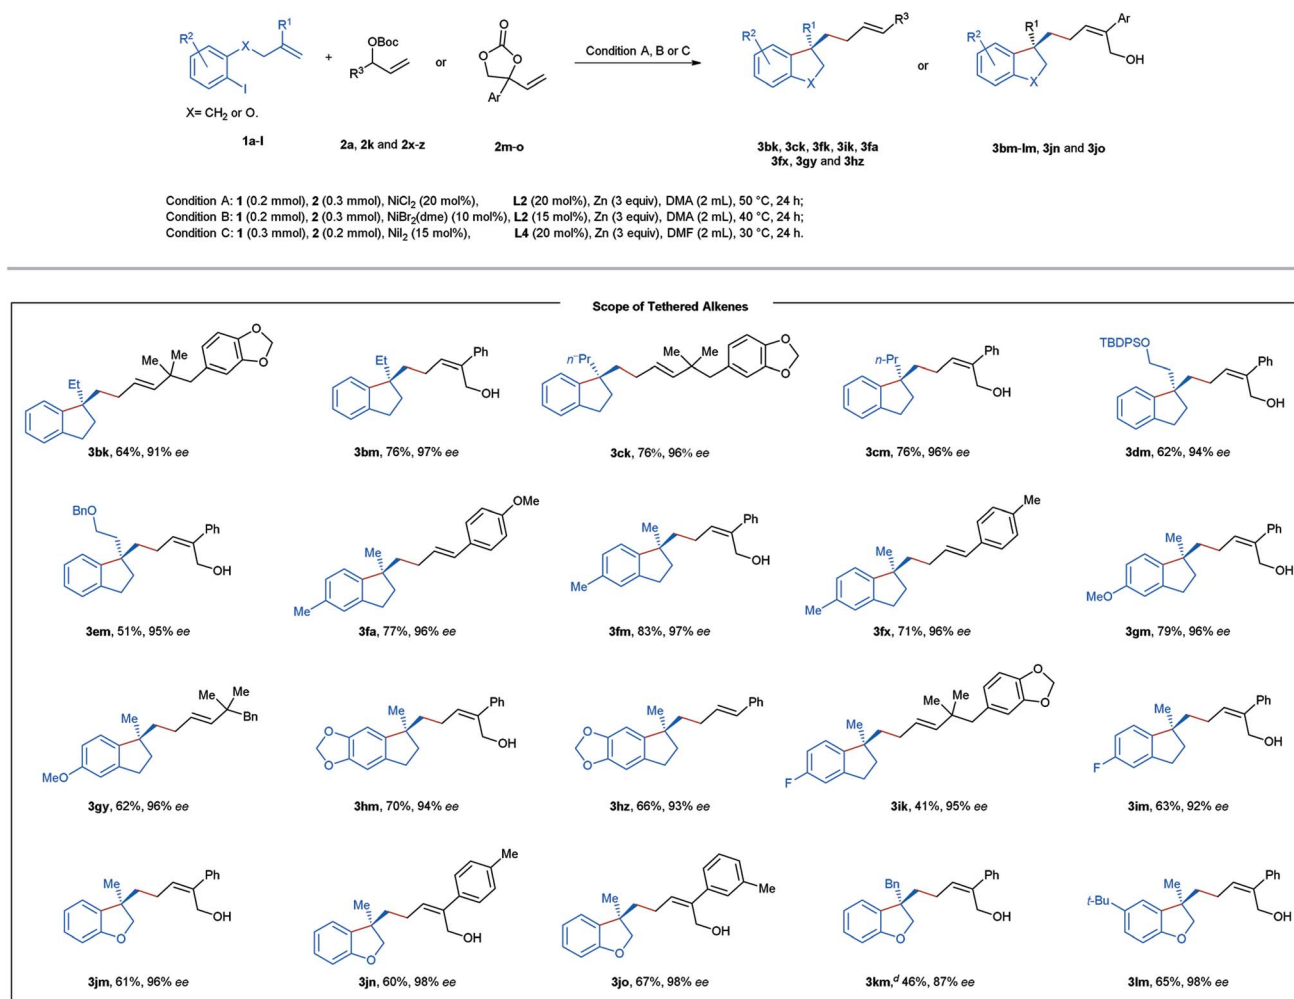 R² X R¹ I
X= CH₂ or O.
1a-l
+
OBoc
R³
2a, 2k and 2x-z
or
O O O Ar
2m-o
Condition A, B or C
R² R¹ R³ X
3bk, 3ck, 3fk, 3ik, 3fa
3fx, 3gy and 3hz
or
R² R¹ Ar OH X
3bm-lm, 3jn and 3jo
Condition A: 1 (0.2 mmol), 2 (0.3 mmol), NiCl₂ (20 mol%), L2 (20 mol%), Zn (3 equiv), DMA (2 mL), 50 °C, 24 h;
Condition B: 1 (0.2 mmol), 2 (0.3 mmol), NiBr₂(dme) (10 mol%), L2 (15 mol%), Zn (3 equiv), DMA (2 mL), 40 °C, 24 h;
Condition C: 1 (0.3 mmol), 2 (0.2 mmol), NiI₂ (15 mol%), L4 (20 mol%), Zn (3 equiv), DMF (2 mL), 30 °C, 24 h.
Scope of Tethered Alkenes
Et Me Me O O
3bk, 64%, 91% ee
Et Ph OH
3bm, 76%, 97% ee
n-Pr Me Me O O
3ck, 76%, 96% ee
n-Pr Ph OH
3cm, 76%, 96% ee
TBDPSO Ph OH
3dm, 62%, 94% ee
BnO Ph OH
3em, 51%, 95% ee
Me Me OMe
3fa, 77%, 96% ee
Me Me Ph OH
3fm, 83%, 97% ee
Me Me Me
3fx, 71%, 96% ee
MeO Me Ph OH
3gm, 79%, 96% ee
MeO Me Me Me Bn
3gy, 62%, 96% ee
O O Me Ph OH
3hm, 70%, 94% ee
O O Me Ph
3hz, 66%, 93% ee
F Me Me Me O O
3ik, 41%, 95% ee
F Me Ph OH
3im, 63%, 92% ee
Me Ph OH O
3jm, 61%, 96% ee
Me Me OH O
3jn, 60%, 98% ee
Me Me OH O
3jo, 67%, 98% ee
Bn Ph OH O
3km,ᵈ 46%, 87% ee
t-Bu Me Ph OH O
3lm, 65%, 98% ee